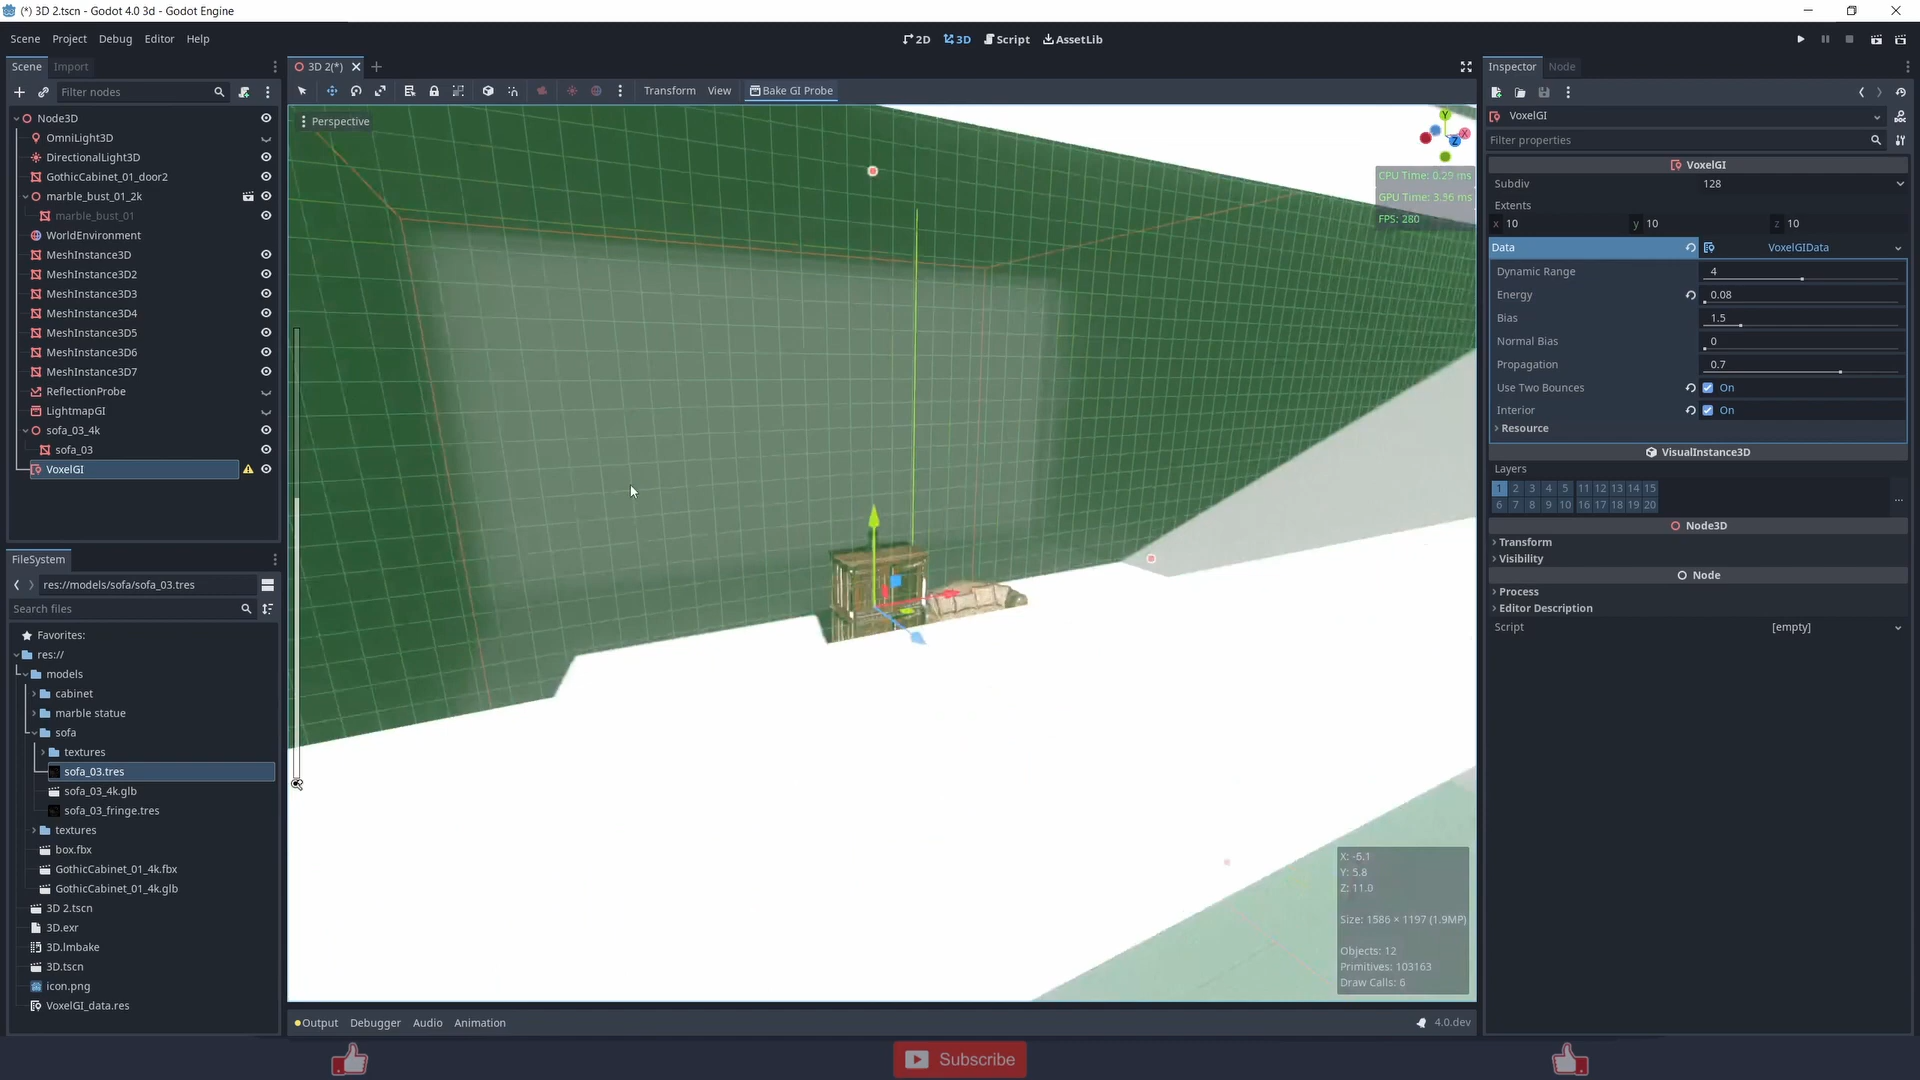 (*) 3D 2.tscn - Godot 4.0 3d - Godot Engine
Scene Project Debug Editor Help
2D 3D Script AssetLib
Scene Import
Filter nodes
Node3D
OmniLight3D
DirectionalLight3D
GothicCabinet_01_door2
marble_bust_01_2k
marble_bust_01
WorldEnvironment
MeshInstance3D
MeshInstance3D2
MeshInstance3D3
MeshInstance3D4
MeshInstance3D5
MeshInstance3D6
MeshInstance3D7
ReflectionProbe
LightmapGI
sofa_03_4k
sofa_03
VoxelGI
FileSystem
res://models/sofa/sofa_03.tres
Search files
Favorites:
res://
models
cabinet
marble statue
sofa
textures
sofa_03.tres
sofa_03_4k.glb
sofa_03_fringe.tres
textures
box.fbx
GothicCabinet_01_4k.fbx
GothicCabinet_01_4k.glb
3D 2.tscn
3D.exr
3D.lmbake
3D.tscn
icon.png
VoxelGI_data.res
3D 2(*)
Transform View Bake GI Probe
Perspective
Y
X
Z
CPU Time: 0.29 ms
GPU Time: 3.36 ms
FPS: 280
X: -5.1
Y: 5.8
Z: 11.0
Size: 1586 × 1197 (1.9MP)
Objects: 12
Primitives: 103163
Draw Calls: 6
Output Debugger Audio Animation
4.0.dev
Inspector Node
VoxelGI
Filter properties
VoxelGI
Subdiv 128
Extents
x 10 y 10 z 10
Data VoxelGIData
Dynamic Range 4
Energy 0.08
Bias 1.5
Normal Bias 0
Propagation 0.7
Use Two Bounces On
Interior On
Resource
VisualInstance3D
Layers
1 2 3 4 5 11 12 13 14 15
6 7 8 9 10 16 17 18 19 20
Node3D
Transform
Visibility
Node
Process
Editor Description
Script [empty]
Subscribe